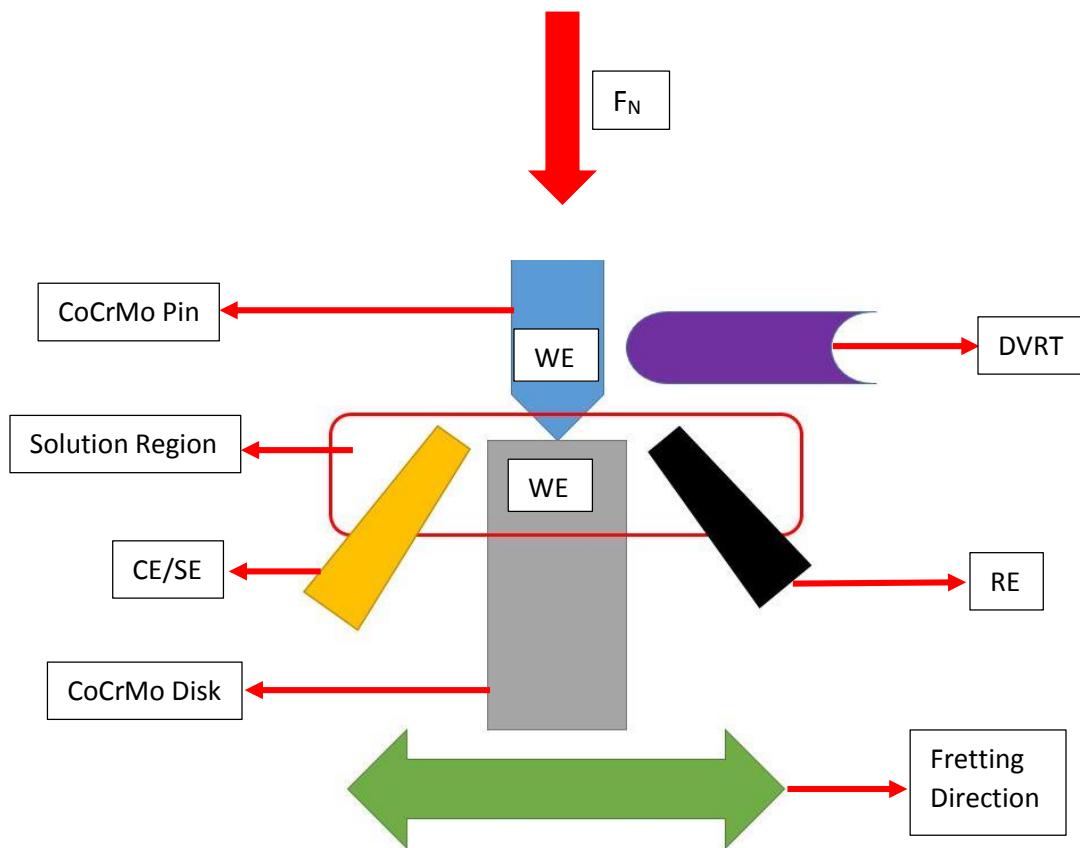 F_N
CoCrMo Pin
WE
DVRT
Solution Region
WE
CE/SE
RE
CoCrMo Disk
Fretting
Direction